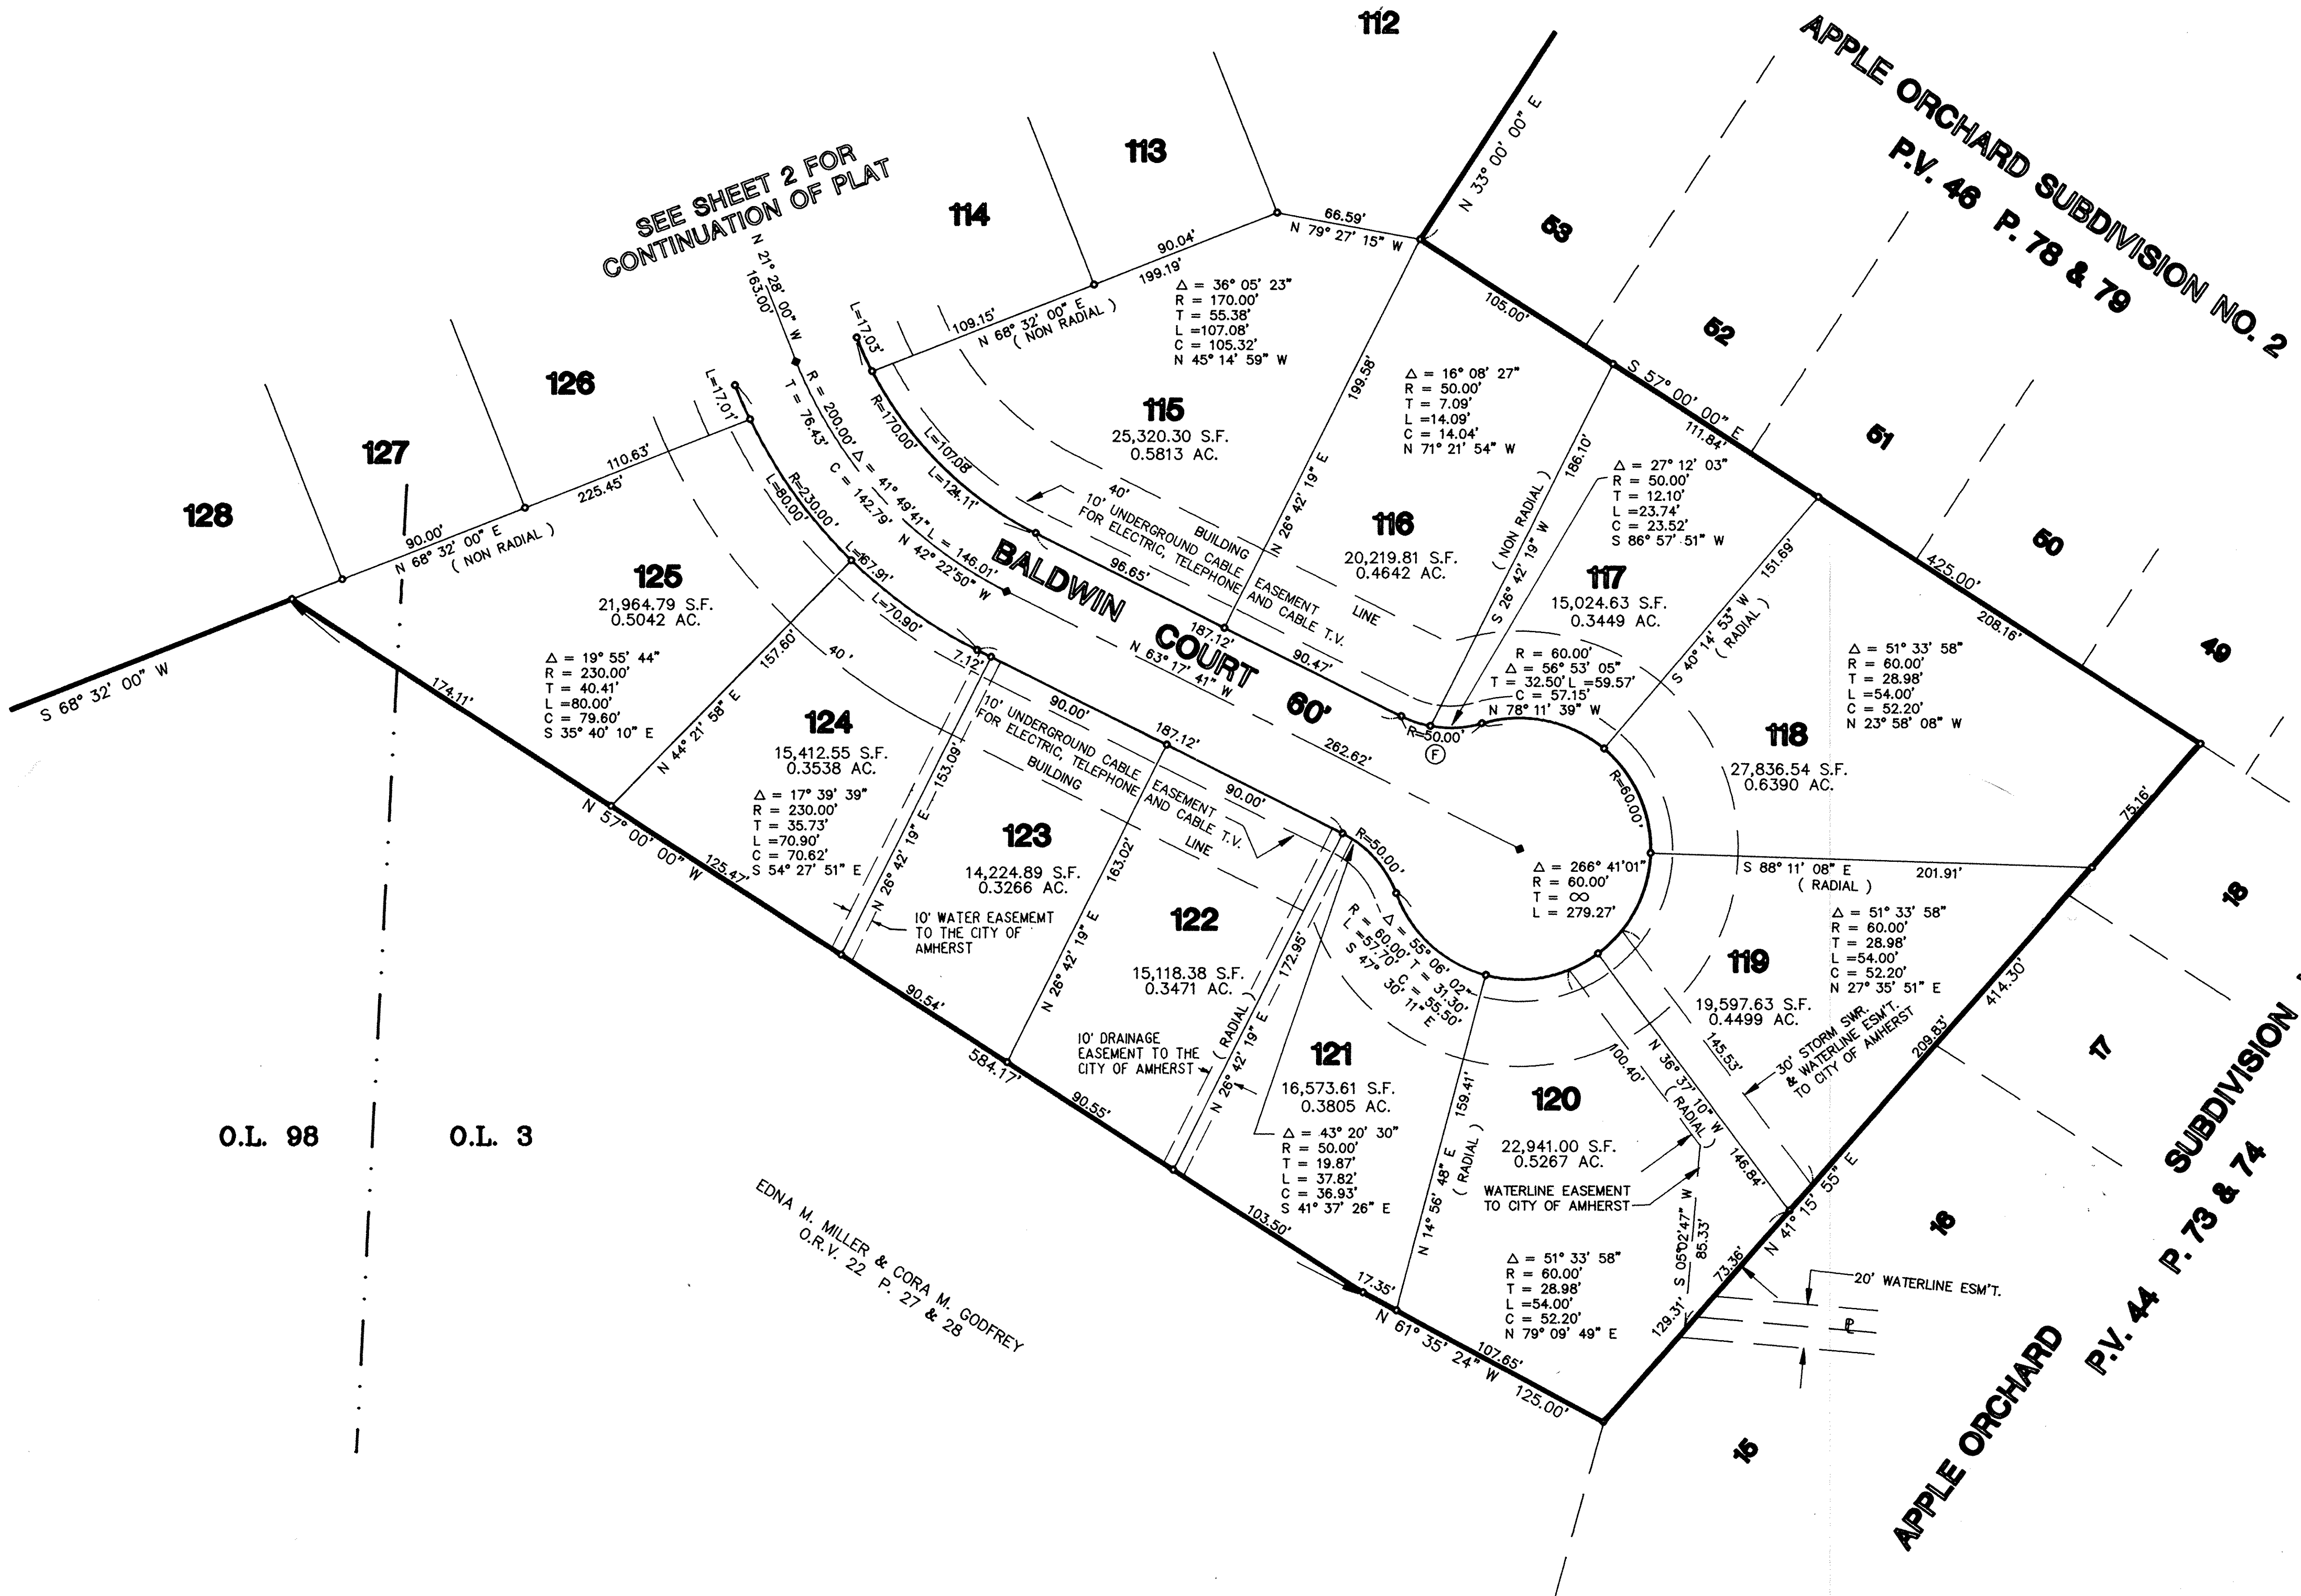 112
113
114
SEE SHEET 2 FOR
CONTINUATION OF PLAT
APPLE ORCHARD SUBDIVISION NO. 2
P.V. 46 P. 78 & 79
N 33° 00' 00" E
53
52
51
50
49
66.59'
N 79° 27' 15" W
90.04'
199.19'
109.15'
N 68° 32' 00" E
( NON RADIAL )
N 21° 28' 00" W
163.00'
L=17.03'
L=17.01'
Δ = 36° 05' 23"
R = 170.00'
T = 55.38'
L =107.08'
C = 105.32'
N 45° 14' 59" W
105.00'
S 57° 00' 00" E
111.84'
425.00'
208.16'
126
127
128
110.63'
225.45'
90.00'
N 68° 32' 00" E
( NON RADIAL )
S 68° 32' 00" W
R = 200.00' Δ = 41° 49'41" L = 146.01'
T = 76.43' C = 142.79' N 42° 22'50" W
R=170.00'
L=107.08'
L=124.11'
115
25,320.30 S.F.
0.5813 AC.
199.58'
N 26° 42' 19" E
Δ = 16° 08' 27"
R = 50.00'
T = 7.09'
L =14.09'
C = 14.04'
N 71° 21' 54" W
186.10'
( NON RADIAL )
S 26° 42' 19" W
Δ = 27° 12' 03"
R = 50.00'
T = 12.10'
L =23.74'
C = 23.52'
S 86° 57' 51" W
40'
BUILDING
LINE
10' UNDERGROUND CABLE EASEMENT
FOR ELECTRIC, TELEPHONE AND CABLE T.V.
116
20,219.81 S.F.
0.4642 AC.
117
15,024.63 S.F.
0.3449 AC.
151.69'
S 40° 14' 53" W
( RADIAL )
R=230.00'
L=80.00'
L=167.91'
L=70.90'
7.12'
96.65'
187.12'
90.47'
BALDWIN COURT 60'
N 63° 17' 41" W
262.62'
R=50.00'
F
R = 60.00'
Δ = 56° 53' 05"
T = 32.50' L =59.57'
C = 57.15'
N 78° 11' 39" W
125
21,964.79 S.F.
0.5042 AC.
Δ = 19° 55' 44"
R = 230.00'
T = 40.41'
L =80.00'
C = 79.60'
S 35° 40' 10" E
174.11'
157.60'
N 44° 21' 58" E
40'
118
27,836.54 S.F.
0.6390 AC.
Δ = 51° 33' 58"
R = 60.00'
T = 28.98'
L =54.00'
C = 52.20'
N 23° 58' 08" W
R=60.00'
75.16'
124
15,412.55 S.F.
0.3538 AC.
Δ = 17° 39' 39"
R = 230.00'
T = 35.73'
L =70.90'
C = 70.62'
S 54° 27' 51" E
N 57° 00' 00" W
125.47'
153.09'
N 26° 42' 19" E
90.00'
187.12'
90.00'
10' UNDERGROUND CABLE EASEMENT
FOR ELECTRIC, TELEPHONE AND CABLE T.V.
BUILDING
LINE
R=50.00'
123
14,224.89 S.F.
0.3266 AC.
10' WATER EASEMEMT
TO THE CITY OF
AMHERST
163.02'
N 26° 42' 19" E
Δ = 266° 41'01"
R = 60.00'
T = ∞
L = 279.27'
S 88° 11' 08" E
( RADIAL )
201.91'
18
Δ = 51° 33' 58"
R = 60.00'
T = 28.98'
L =54.00'
C = 52.20'
N 27° 35' 51" E
119
19,597.63 S.F.
0.4499 AC.
414.30'
209.83'
122
15,118.38 S.F.
0.3471 AC.
172.95'
( RADIAL )
N 26° 42' 19" E
Δ = 55° 06' 02"
R = 60.00' T = 31.30'
L =57.70' C = 55.50'
S 47° 30' 11" E
10' DRAINAGE
EASEMENT TO THE
CITY OF AMHERST
90.54'
584.17'
90.55'
121
16,573.61 S.F.
0.3805 AC.
Δ = 43° 20' 30"
R = 50.00'
T = 19.87'
L = 37.82'
C = 36.93'
S 41° 37' 26" E
159.41'
N 14° 56' 48" E
( RADIAL )
120
22,941.00 S.F.
0.5267 AC.
100.40'
N 36° 37' 10" W
( RADIAL )
146.84'
145.53'
30' STORM SWR.
& WATERLINE ESM'T.
TO CITY OF AMHERST
WATERLINE EASEMENT
TO CITY OF AMHERST
S 05°02'47" W
85.33'
Δ = 51° 33' 58"
R = 60.00'
T = 28.98'
L =54.00'
C = 52.20'
N 79° 09' 49" E
73.36'
129.31'
N 41° 15' 55" E
17
16
15
20' WATERLINE ESM'T.
℄
103.50'
17.35'
N 61° 35' 24" W
107.65'
125.00'
O.L. 98
O.L. 3
EDNA M. MILLER & CORA M. GODFREY
O.R.V. 22 P. 27 & 28
APPLE ORCHARD SUBDIVISION
P.V. 44 P. 73 & 74